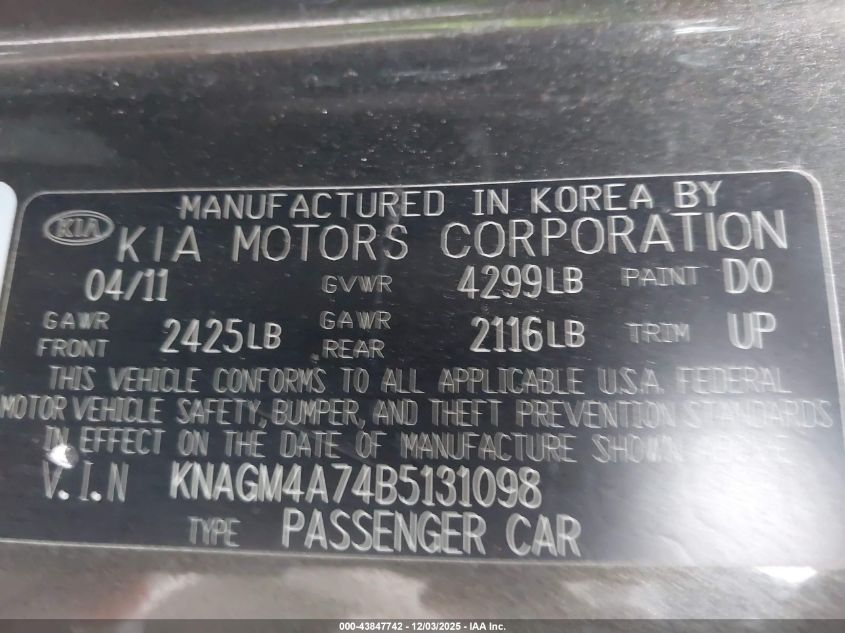 MANUFACTURED IN KOREA BY
KIA KIA MOTORS CORPORATION
04/11 GVWR 4299LB PAINT D0
GAWR FRONT 2425LB GAWR REAR 2116LB TRIM UP
THIS VEHICLE CONFORMS TO ALL APPLICABLE U.S.A. FEDERAL
MOTOR VEHICLE SAFETY, BUMPER, AND THEFT PREVENTION STANDARDS
IN EFFECT ON THE DATE OF MANUFACTURE SHOWN ABOVE.
V.I.N KNAGM4A74B5131098
TYPE PASSENGER CAR
000-43847742 - 12/03/2025 - IAA Inc.